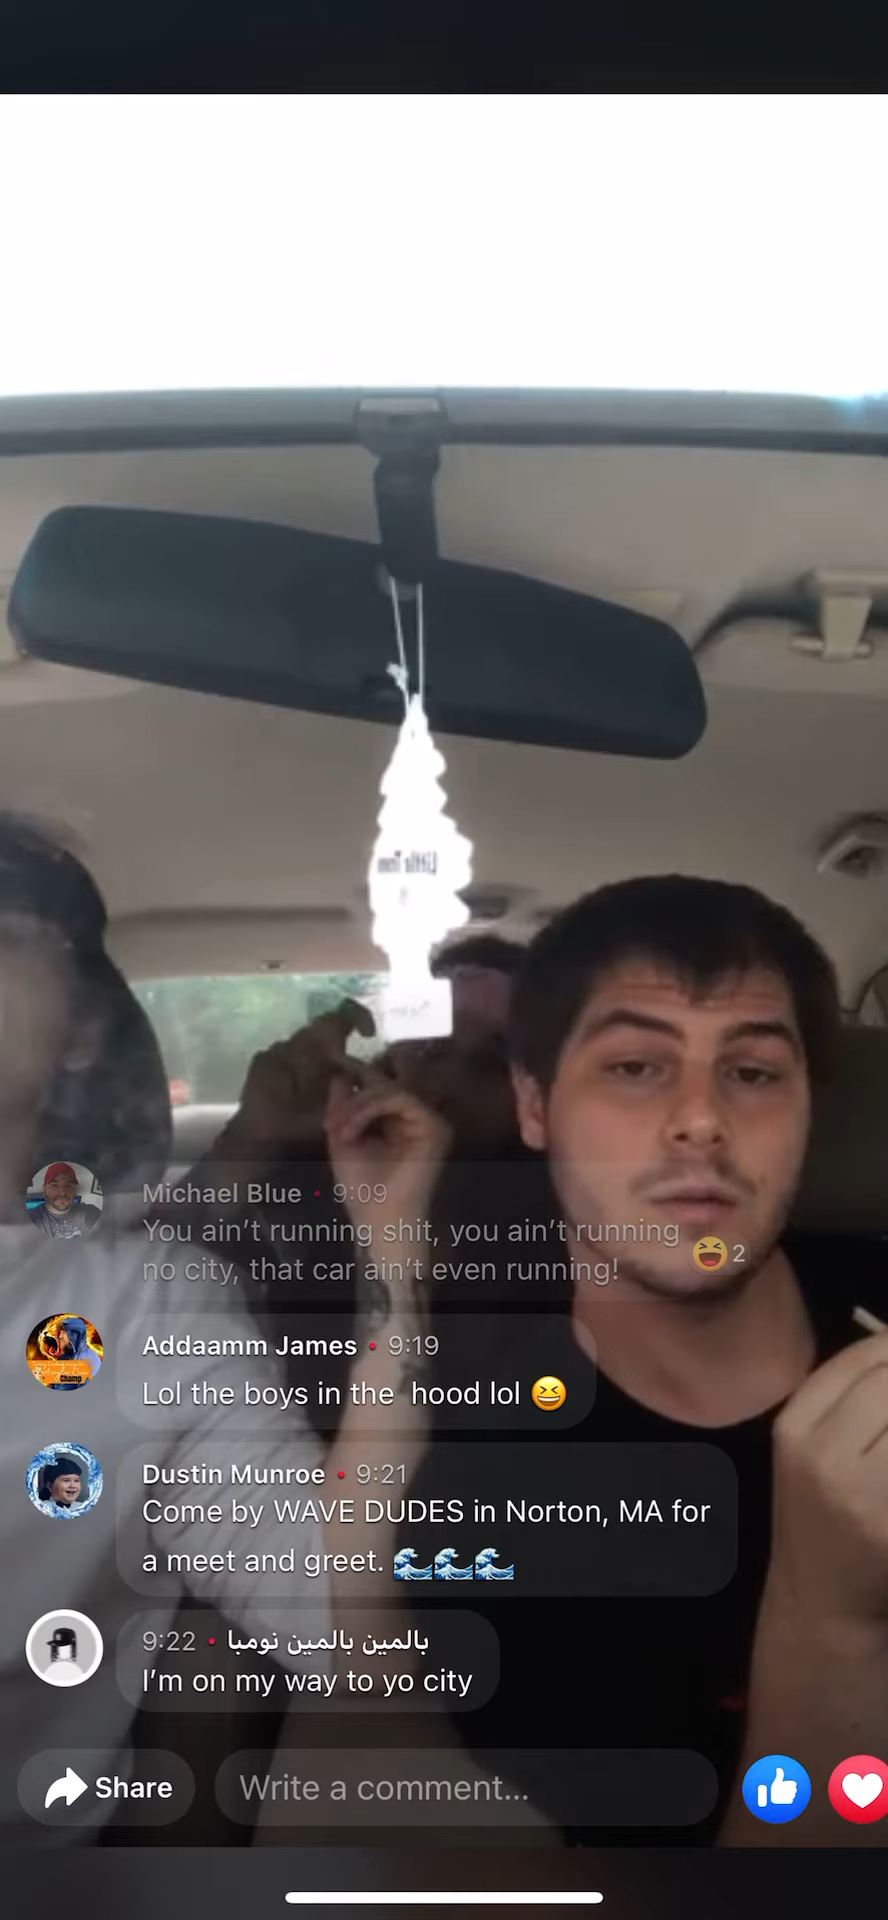 Little Trees
Michael Blue • 9:09
You ain't running shit, you ain't running
no city, that car ain't even running!
😆 2
Addaamm James • 9:19
Lol the boys in the hood lol 😆
Champ
Dustin Munroe • 9:21
Come by WAVE DUDES in Norton, MA for
a meet and greet. 🌊🌊🌊
9:22 • بالمين بالمين نومبا
I'm on my way to yo city
Share
Write a comment...